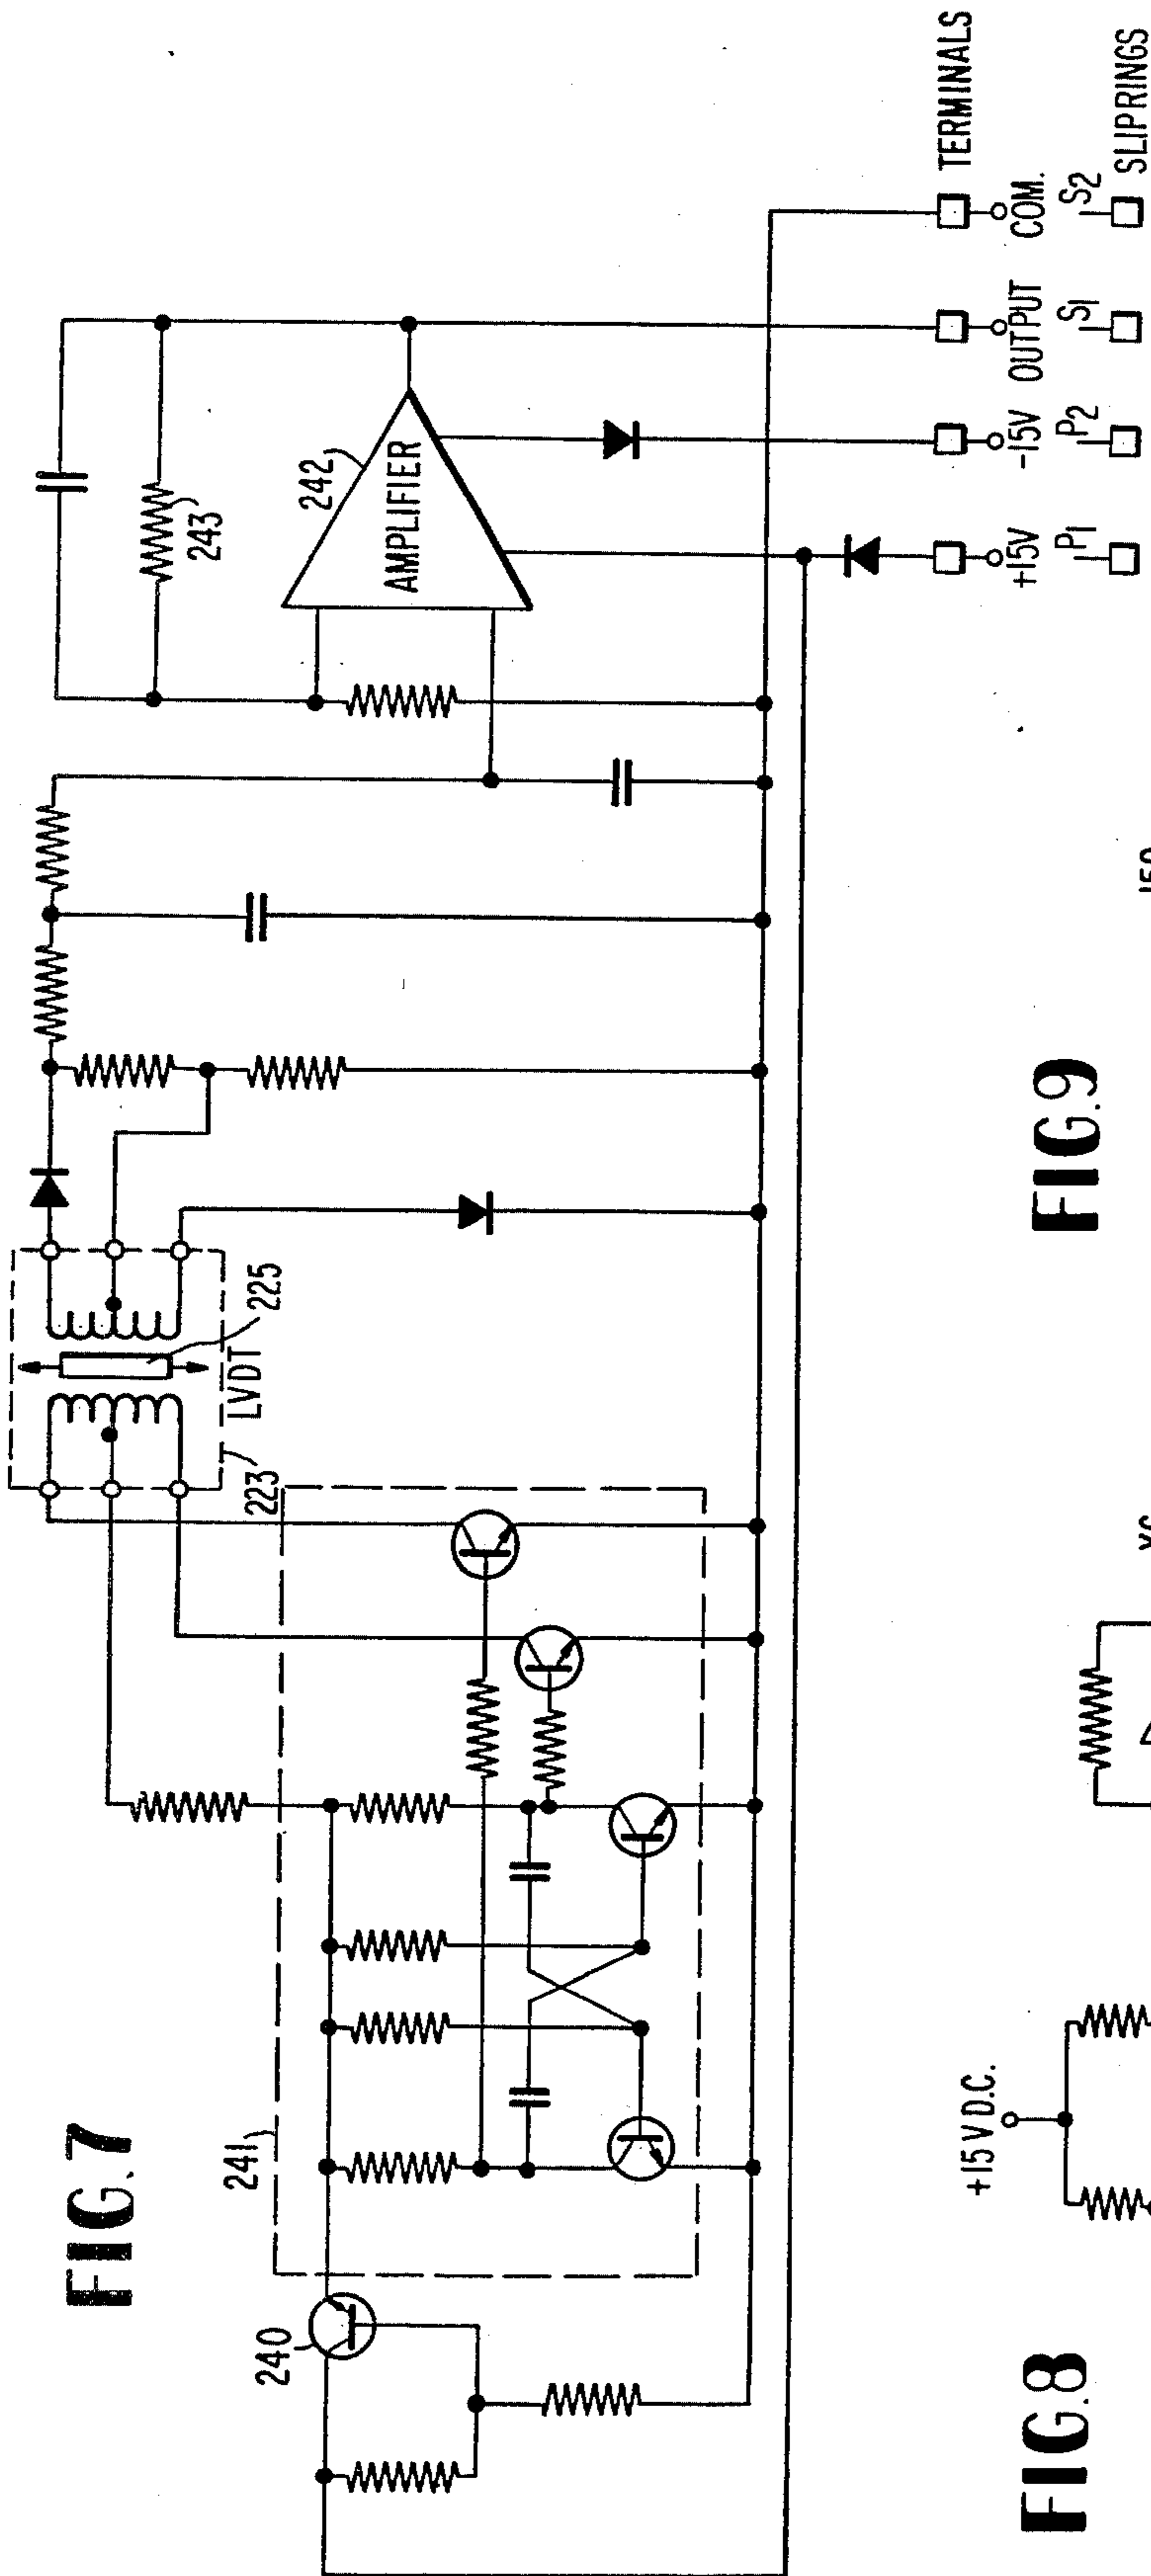 FIG.7
241
240
223
LVDT
225
242
AMPLIFIER
243
TERMINALS
+15V
-15V
OUTPUT
COM.
P1
P2
S1
S2
SLIPRINGS
FIG.8
+15 V D.C.
FIG.9